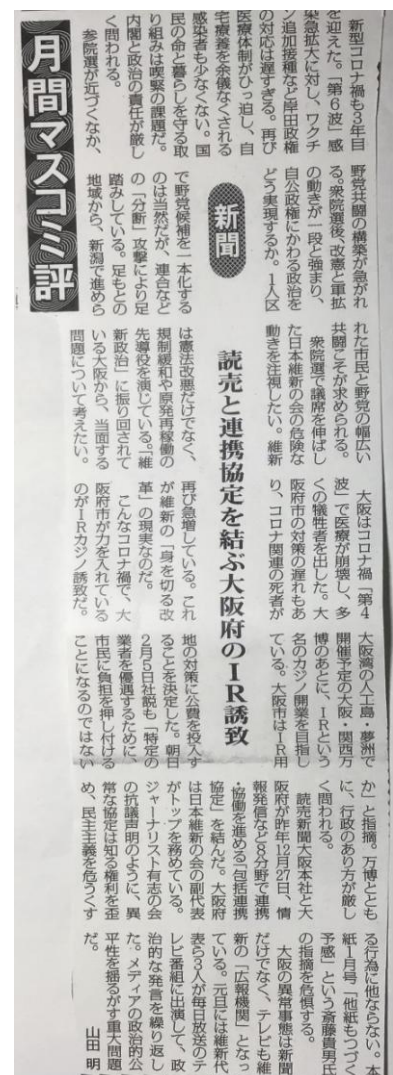 月間マスコミ評
新聞
読売と連携協定を結ぶ大阪府のIR誘致
新型コロナ禍も３年目
を迎えた。「第６波」感
染急拡大に対し、ワクチ
ン追加接種など岸田政権
の対応は遅すぎる。再び
医療体制がひっ迫し、自
宅療養を余儀なくされる
感染者も少なくない。国
民の命と暮らしを守る取
り組みは喫緊の課題だ。
内閣と政治の責任が厳し
く問われる。
参院選が近づくなか、
野党共闘の構築が急がれ
る。衆院選後、改憲と軍拡
の動きが一段と強まり、
自公政権にかわる政治を
どう実現するか。１人区
で野党候補を一本化する
のは当然だが、連合など
の「分断」攻撃により足
踏みしている。足もとの
地域から、新潟で進めら
れた市民と野党の幅広い
共闘こそが求められる。
衆院選で議席を伸ばし
た日本維新の会の危険な
動きを注視したい。維新
は憲法改悪だけでなく、
規制緩和や原発再稼働の
先導役を演じている。「維
新政治」に振り回されて
いる大阪から、当面する
問題について考えたい。
大阪はコロナ禍「第４
波」で医療が崩壊し、多
くの犠牲者を出した。大
阪府市の対策の遅れもあ
り、コロナ関連の死者が
再び急増している。これ
が維新の「身を切る改
革」の現実なのだ。
こんなコロナ禍で、大
阪府市が力を入れている
のがＩＲカジノ誘致だ。
大阪湾の人工島・夢洲で
開催予定の大阪・関西万
博のあとに、ＩＲという
名のカジノ開業を目指し
ている。大阪市はＩＲ用
地の対策に公費を投入す
ることを決定した。朝日
２月５日社説も「特定の
業者を優遇するために、
市民に負担を押し付ける
ことになるのではない
か」と指摘。万博ととも
に、行政のあり方が厳し
く問われる。
読売新聞大阪本社と大
阪府が昨年12月27日、情
報発信など８分野で連携
・協働を進める「包括連携
協定」を結んだ。大阪府
は日本維新の会の副代表
がトップを務めている。
ジャーナリスト有志の会
の抗議声明のように、異
常な協定は知る権利を歪
め、民主主義を危うくす
る行為に他ならない。本
紙１月号「他紙もつづく
予感」という斎藤貴男氏
の指摘を危惧する。
大阪の異常事態は新聞
だけでなく、テレビも維
新の「広報機関」となっ
ている。元旦には維新代
表ら３人が毎日放送のテ
レビ番組に出演して、政
治的な発言を繰り返し
た。メディアの政治的公
平性を揺るがす重大問題
だ。
山田 明